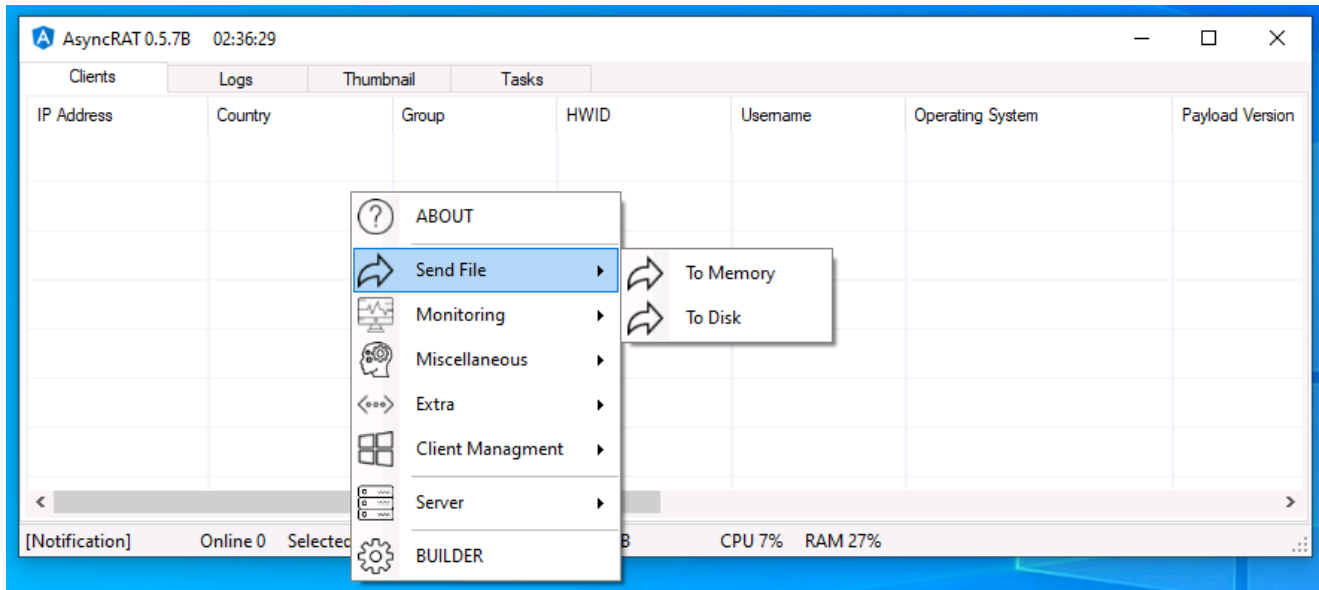 AsyncRAT 0.5.7B 02:36:29
Clients Logs Thumbnail Tasks
IP Address Country Group HWID Username Operating System Payload Version
ABOUT
Send File
To Memory
To Disk
Monitoring
Miscellaneous
Extra
Client Managment
Server
BUILDER
[Notification] Online 0 Selected B CPU 7% RAM 27%